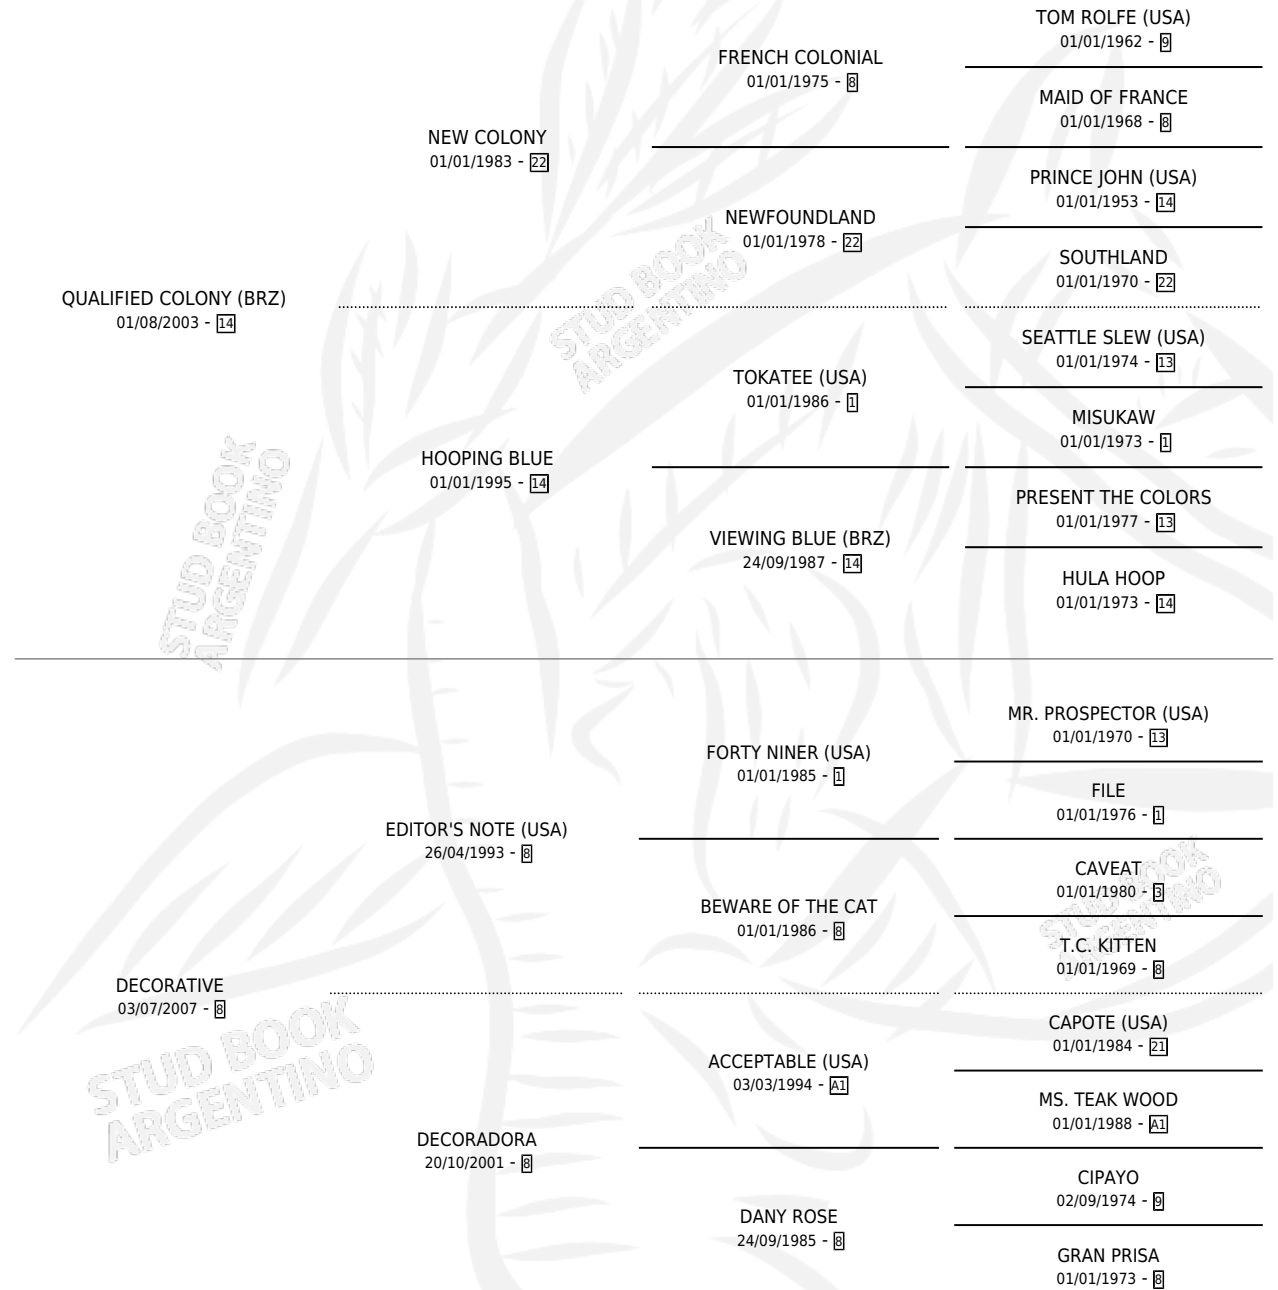 TOM ROLFE (USA)
01/01/1962 - 9
FRENCH COLONIAL
01/01/1975 - 8
MAID OF FRANCE
01/01/1968 - 8
NEW COLONY
01/01/1983 - 22
PRINCE JOHN (USA)
01/01/1953 - 14
NEWFOUNDLAND
01/01/1978 - 22
SOUTHLAND
01/01/1970 - 22
QUALIFIED COLONY (BRZ)
01/08/2003 - 14
STUD BOOK
ARGENTINO
SEATTLE SLEW (USA)
01/01/1974 - 13
TOKATEE (USA)
01/01/1986 - 1
MISUKAW
01/01/1973 - 1
HOOPING BLUE
01/01/1995 - 14
PRESENT THE COLORS
01/01/1977 - 13
VIEWING BLUE (BRZ)
24/09/1987 - 14
HULA HOOP
01/01/1973 - 14
STUD BOOK
ARGENTINO
MR. PROSPECTOR (USA)
01/01/1970 - 13
FORTY NINER (USA)
01/01/1985 - 1
FILE
01/01/1976 - 1
EDITOR'S NOTE (USA)
26/04/1993 - 8
CAVEAT
01/01/1980 - 3
BEWARE OF THE CAT
01/01/1986 - 8
T.C. KITTEN
01/01/1969 - 8
STUD BOOK
ARGENTINO
DECORATIVE
03/07/2007 - 8
STUD BOOK
ARGENTINO
CAPOTE (USA)
01/01/1984 - 21
ACCEPTABLE (USA)
03/03/1994 - A1
MS. TEAK WOOD
01/01/1988 - A1
DECORADORA
20/10/2001 - 8
CIPAYO
02/09/1974 - 9
DANY ROSE
24/09/1985 - 8
GRAN PRISA
01/01/1973 - 8